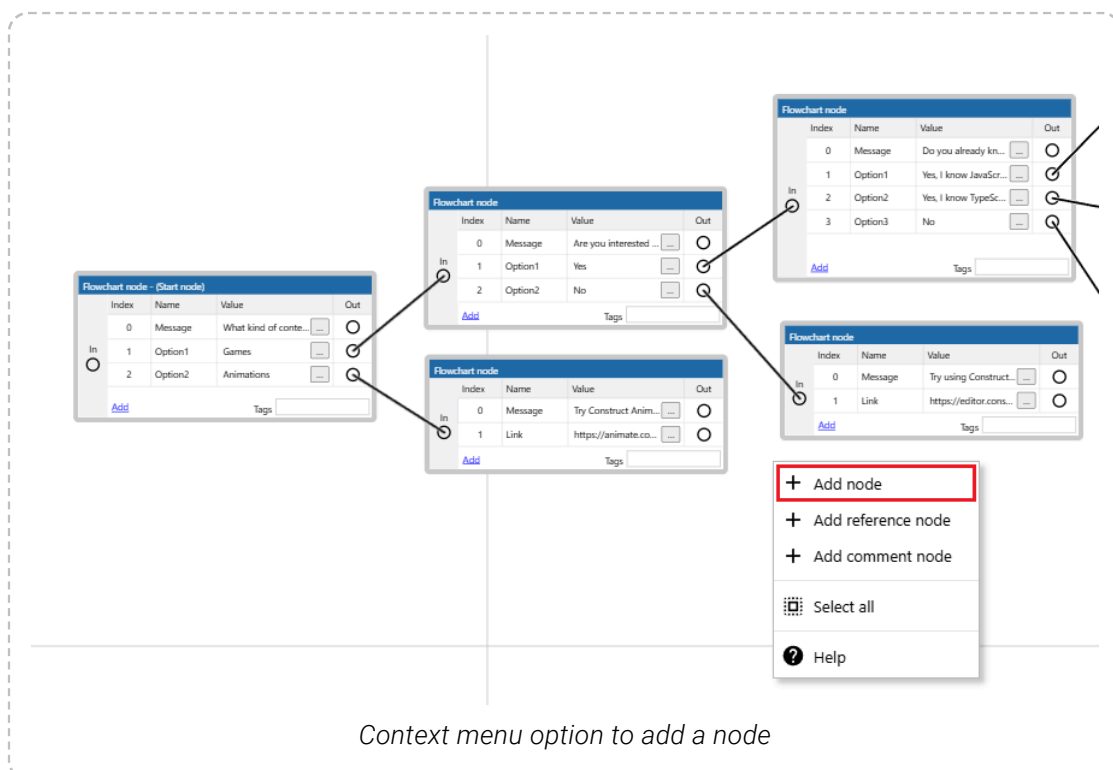 Flowchart node - (Start node)
Index Name Value Out
In
0 Message What kind of conte... ...
1 Option1 Games ...
2 Option2 Animations ...
Add Tags
Flowchart node
Index Name Value Out
In
0 Message Are you interested ... ...
1 Option1 Yes ...
2 Option2 No ...
Add Tags
Flowchart node
Index Name Value Out
In
0 Message Try Construct Anim... ...
1 Link https://animate.co... ...
Add Tags
Flowchart node
Index Name Value Out
In
0 Message Do you already kn... ...
1 Option1 Yes, I know JavaScr... ...
2 Option2 Yes, I know TypeSc... ...
3 Option3 No ...
Add Tags
Flowchart node
Index Name Value Out
In
0 Message Try using Construct... ...
1 Link https://editor.cons... ...
Add Tags
+ Add node
+ Add reference node
+ Add comment node
Select all
? Help
Context menu option to add a node